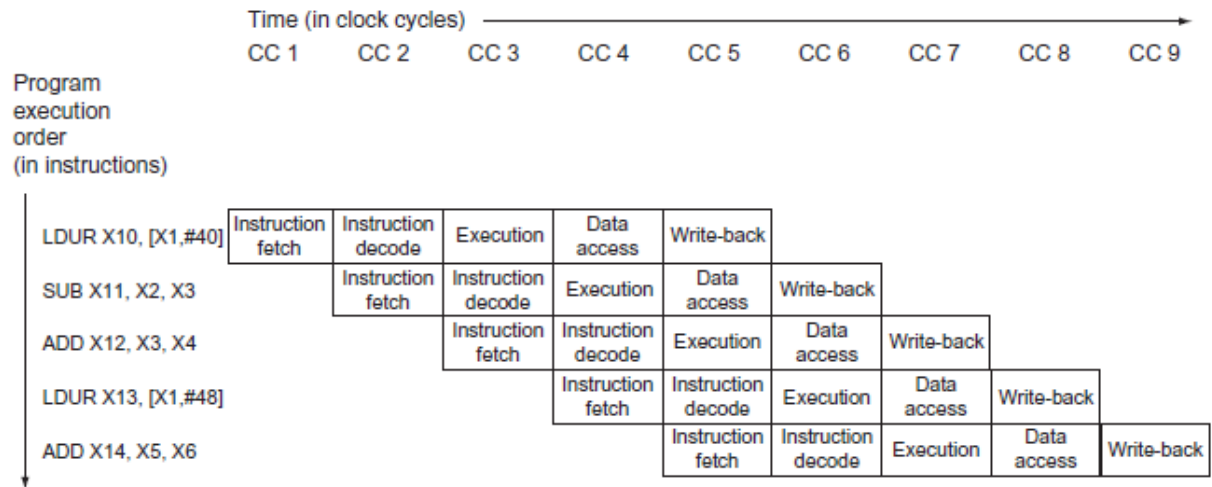 Time (in clock cycles)
CC 1 CC 2 CC 3 CC 4 CC 5 CC 6 CC 7 CC 8 CC 9
Program
execution
order
(in instructions)
LDUR X10, [X1,#40] Instruction fetch Instruction decode Execution Data access Write-back
SUB X11, X2, X3 Instruction fetch Instruction decode Execution Data access Write-back
ADD X12, X3, X4 Instruction fetch Instruction decode Execution Data access Write-back
LDUR X13, [X1,#48] Instruction fetch Instruction decode Execution Data access Write-back
ADD X14, X5, X6 Instruction fetch Instruction decode Execution Data access Write-back